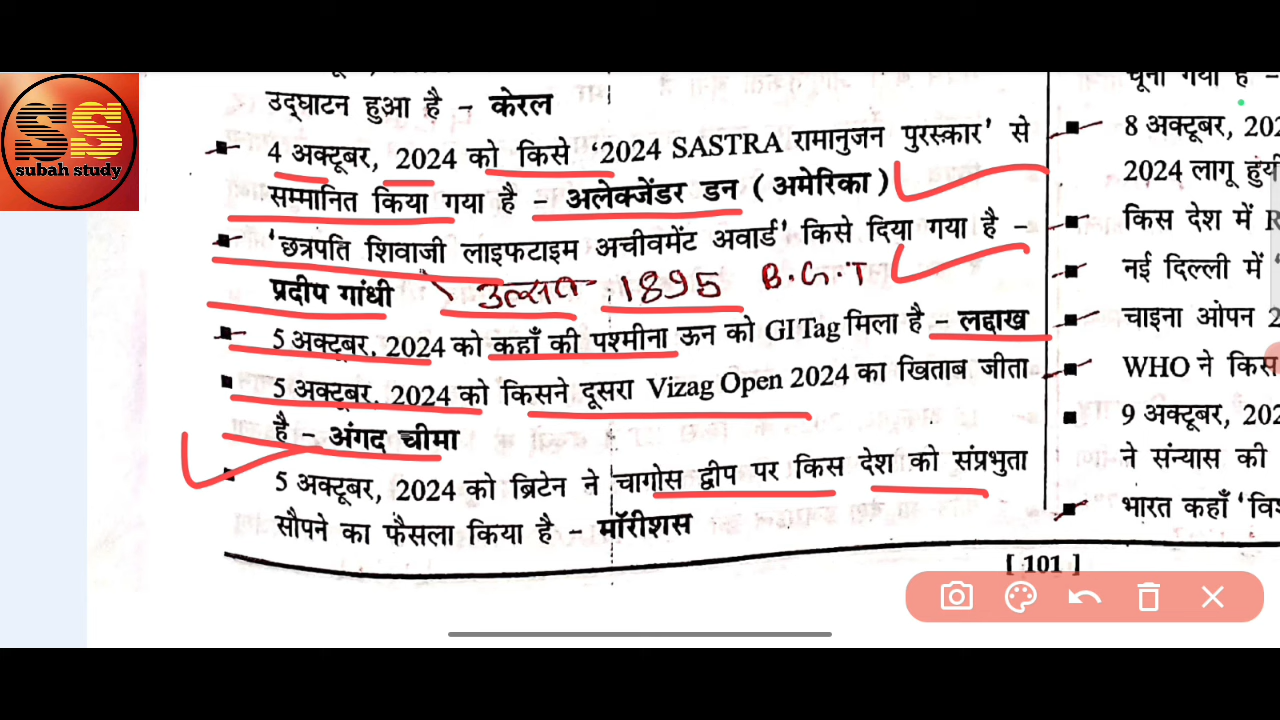 SS
subah study
उद्घाटन हुआ है - केरल
■ 4 अक्टूबर, 2024 को किसे ‘2024 SASTRA रामानुजन पुरस्कार’ से
सम्मानित किया गया है - अलेक्जेंडर डन (अमेरिका)
■ ‘छत्रपति शिवाजी लाइफटाइम अचीवमेंट अवार्ड’ किसे दिया गया है -
प्रदीप गांधी
1895 B.G.T
■ 5 अक्टूबर, 2024 को कहाँ की पश्मीना ऊन को GI Tag मिला है - लद्दाख
■ 5 अक्टूबर, 2024 को किसने दूसरा Vizag Open 2024 का खिताब जीता
है - अंगद चीमा
■ 5 अक्टूबर, 2024 को ब्रिटेन ने चागोस द्वीप पर किस देश को संप्रभुता
सौपने का फैसला किया है - मॉरीशस
[ 101 ]
चूना गया है -
■ 8 अक्टूबर,
2024 लागू हुयी
■ किस देश में
■ नई दिल्ली में
■ चाइना ओपन
■ WHO ने किस
■ 9 अक्टूबर,
ने संन्यास की
■ भारत कहाँ